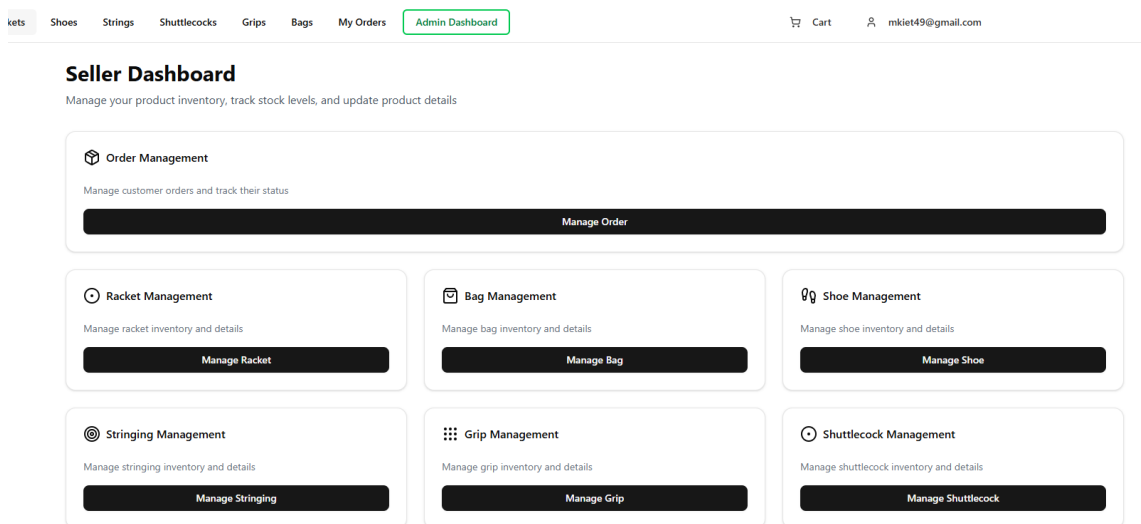 kets Shoes Strings Shuttlecocks Grips Bags My Orders Admin Dashboard Cart mkiet49@gmail.com
Seller Dashboard
Manage your product inventory, track stock levels, and update product details
Order Management
Manage customer orders and track their status
Manage Order
Racket Management
Manage racket inventory and details
Manage Racket
Bag Management
Manage bag inventory and details
Manage Bag
Shoe Management
Manage shoe inventory and details
Manage Shoe
Stringing Management
Manage stringing inventory and details
Manage Stringing
Grip Management
Manage grip inventory and details
Manage Grip
Shuttlecock Management
Manage shuttlecock inventory and details
Manage Shuttlecock